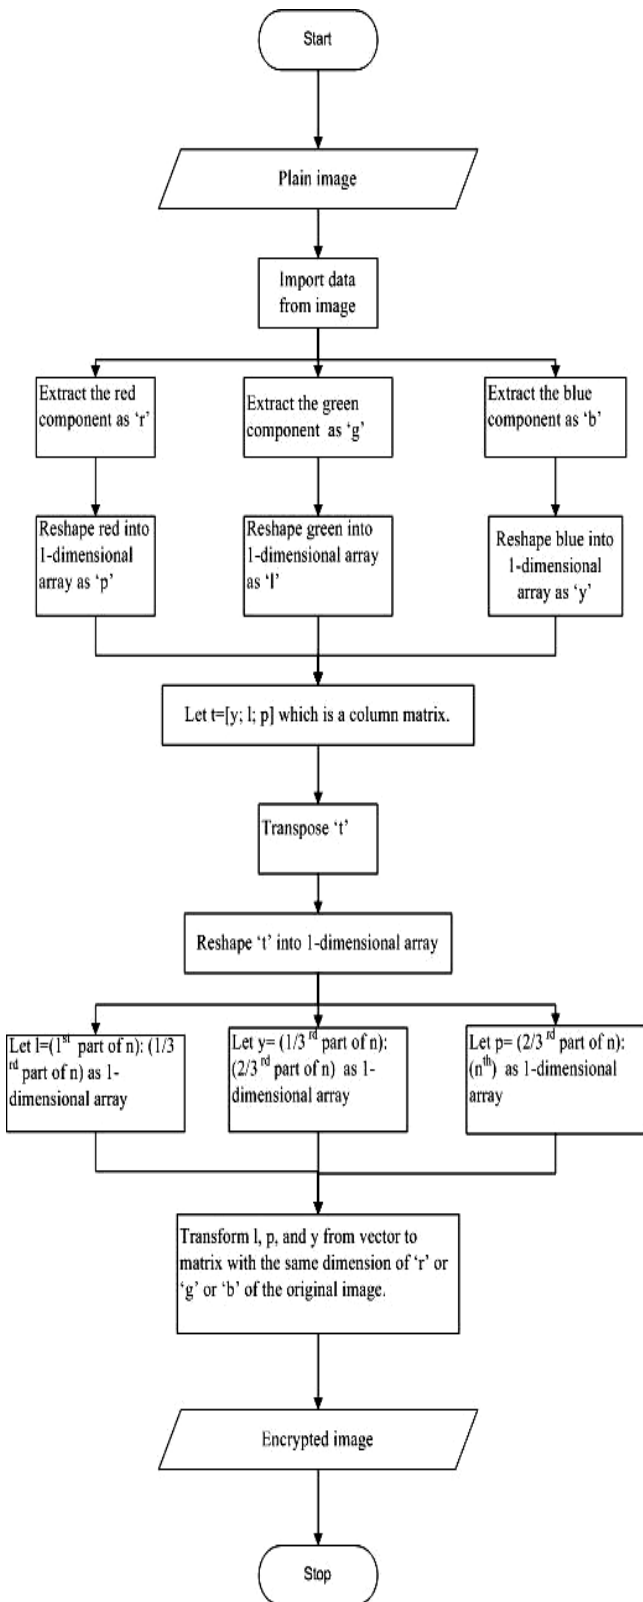 Start
Plain image
Import data
from image
Extract the red
component as ‘r’
Extract the green
component as ‘g’
Extract the blue
component as ‘b’
Reshape red into
1-dimensional
array as ‘p’
Reshape green into
1-dimensional array
as ‘l’
Reshape blue into
1-dimensional
array as ‘y’
Let t=[y; l; p] which is a column matrix.
Transpose ‘t’
Reshape ‘t’ into 1-dimensional array
Let l=(1st part of n): (1/3
rd part of n) as 1-
dimensional array
Let y= (1/3 rd part of n):
(2/3rd part of n) as 1-
dimensional array
Let p= (2/3rd part of n):
(nth) as 1-dimensional
array
Transform l, p, and y from vector to
matrix with the same dimension of ‘r’ or
‘g’ or ‘b’ of the original image.
Encrypted image
Stop